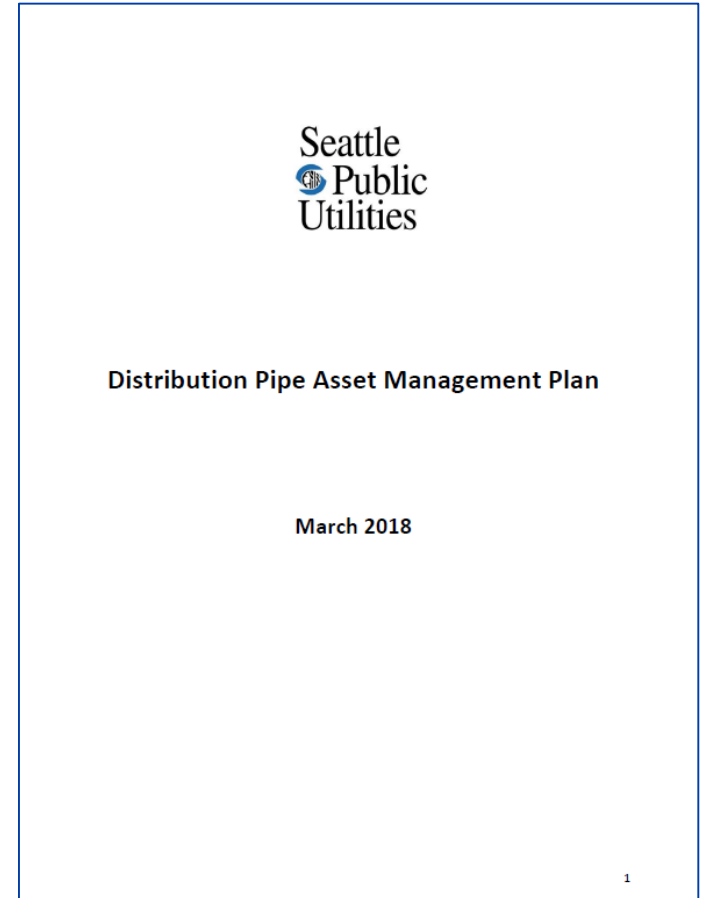 Seattle
Public
Utilities
Distribution Pipe Asset Management Plan
March 2018
1